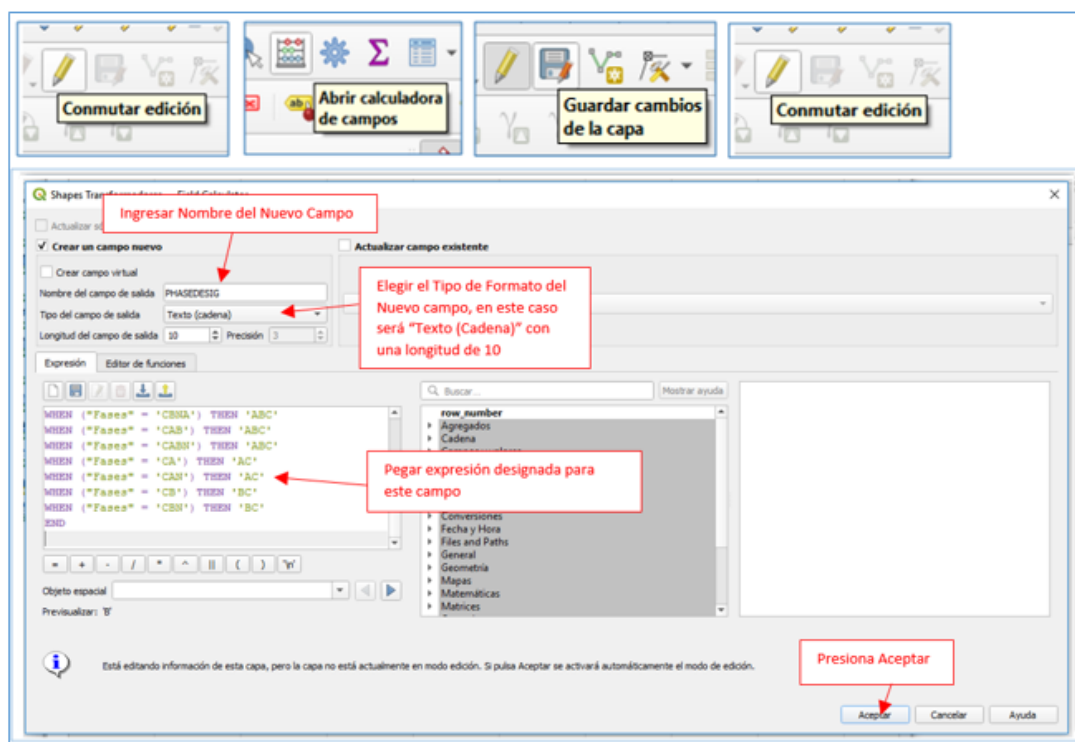 Conmutar edición
Abrir calculadora
de campos
Guardar cambios
de la capa
Conmutar edición
Shapes
Field Calculator
Ingresar Nombre del Nuevo Campo
Actualizar
Crear un campo nuevo
Actualizar campo existente
Crear campo virtual
Nombre del campo de salida PHASEDESIG
Tipo del campo de salida Texto (cadena)
Longitud del campo de salida 10 Precisión 3
Elegir el Tipo de Formato del
Nuevo campo, en este caso
será "Texto (Cadena)" con
una longitud de 10
Expresión Editor de funciones
Buscar... Mostrar ayuda
WHEN ("Fases" = 'CBNA') THEN 'ABC'
WHEN ("Fases" = 'CAB') THEN 'ABC'
WHEN ("Fases" = 'CABN') THEN 'ABC'
WHEN ("Fases" = 'CA') THEN 'AC'
WHEN ("Fases" = 'CAN') THEN 'AC'
WHEN ("Fases" = 'CB') THEN 'BC'
WHEN ("Fases" = 'CBN') THEN 'BC'
END
row_number
Agregados
Cadena
Pegar expresión designada para
este campo
Conversiones
Fecha y Hora
Files and Paths
General
Geometría
Mapas
Matemáticas
Matrices
= + - / * ^ || ( ) '\n'
Objeto espacial
Previsualizar: 'B'
Está editando información de esta capa, pero la capa no está actualmente en modo edición. Si pulsa Aceptar se activará automáticamente el modo de edición.
Presiona Aceptar
Aceptar Cancelar Ayuda